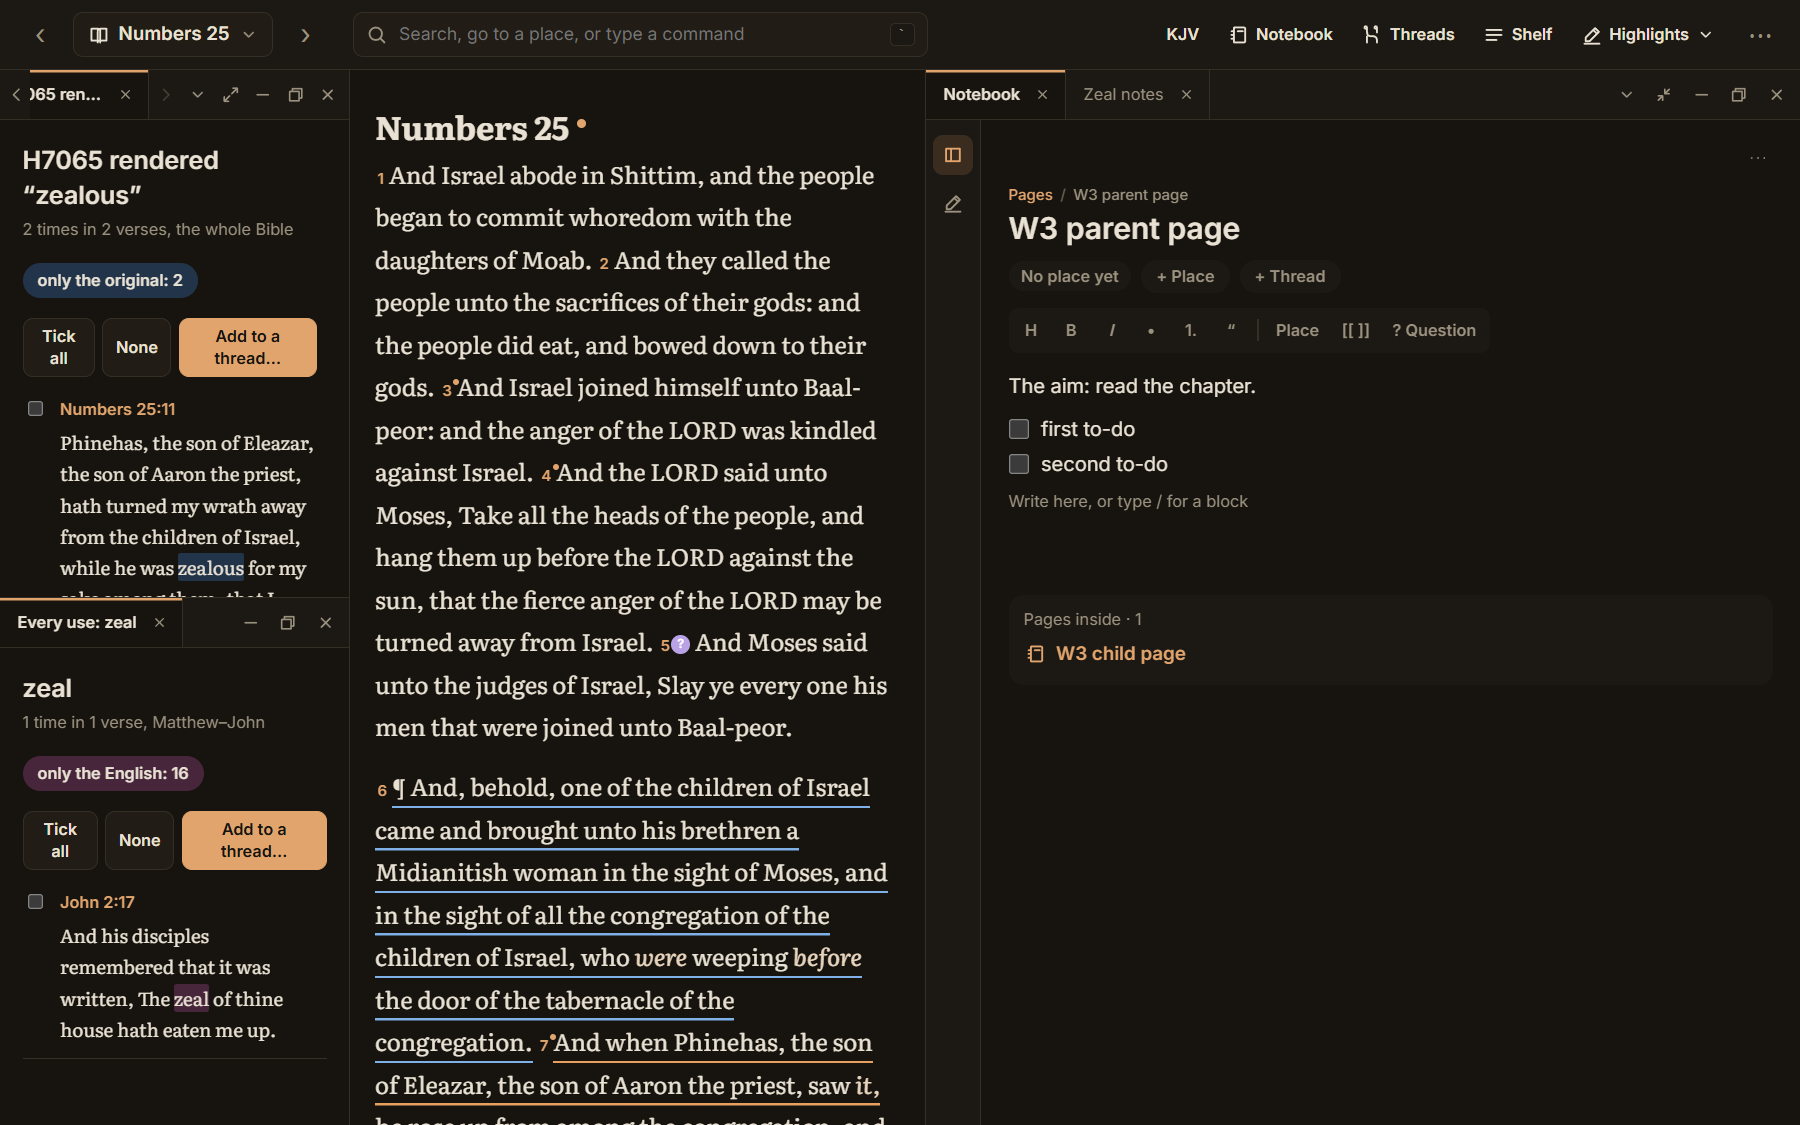 Numbers 25
Search, go to a place, or type a command
`
KJV
Notebook
Threads
Shelf
Highlights
...
065 ren...
H7065 rendered
“zealous”
2 times in 2 verses, the whole Bible
only the original: 2
Tick
all
None
Add to a
thread...
Numbers 25:11
Phinehas, the son of Eleazar,
the son of Aaron the priest,
hath turned my wrath away
from the children of Israel,
while he was zealous for my
Every use: zeal
zeal
1 time in 1 verse, Matthew–John
only the English: 16
Tick
all
None
Add to a
thread...
John 2:17
And his disciples
remembered that it was
written, The zeal of thine
house hath eaten me up.
Numbers 25
1 And Israel abode in Shittim, and the people
began to commit whoredom with the
daughters of Moab. 2 And they called the
people unto the sacrifices of their gods: and
the people did eat, and bowed down to their
gods. 3 And Israel joined himself unto Baal-
peor: and the anger of the LORD was kindled
against Israel. 4 And the LORD said unto
Moses, Take all the heads of the people, and
hang them up before the LORD against the
sun, that the fierce anger of the LORD may be
turned away from Israel. 5 ? And Moses said
unto the judges of Israel, Slay ye every one his
men that were joined unto Baal-peor.
6 ¶ And, behold, one of the children of Israel
came and brought unto his brethren a
Midianitish woman in the sight of Moses, and
in the sight of all the congregation of the
children of Israel, who were weeping before
the door of the tabernacle of the
congregation. 7 And when Phinehas, the son
of Eleazar, the son of Aaron the priest, saw it,
he rose up from among the congregation, and
Notebook
Zeal notes
...
Pages / W3 parent page
W3 parent page
No place yet
+ Place
+ Thread
H B I • 1. “ Place [[ ]] ? Question
The aim: read the chapter.
first to-do
second to-do
Write here, or type / for a block
Pages inside · 1
W3 child page